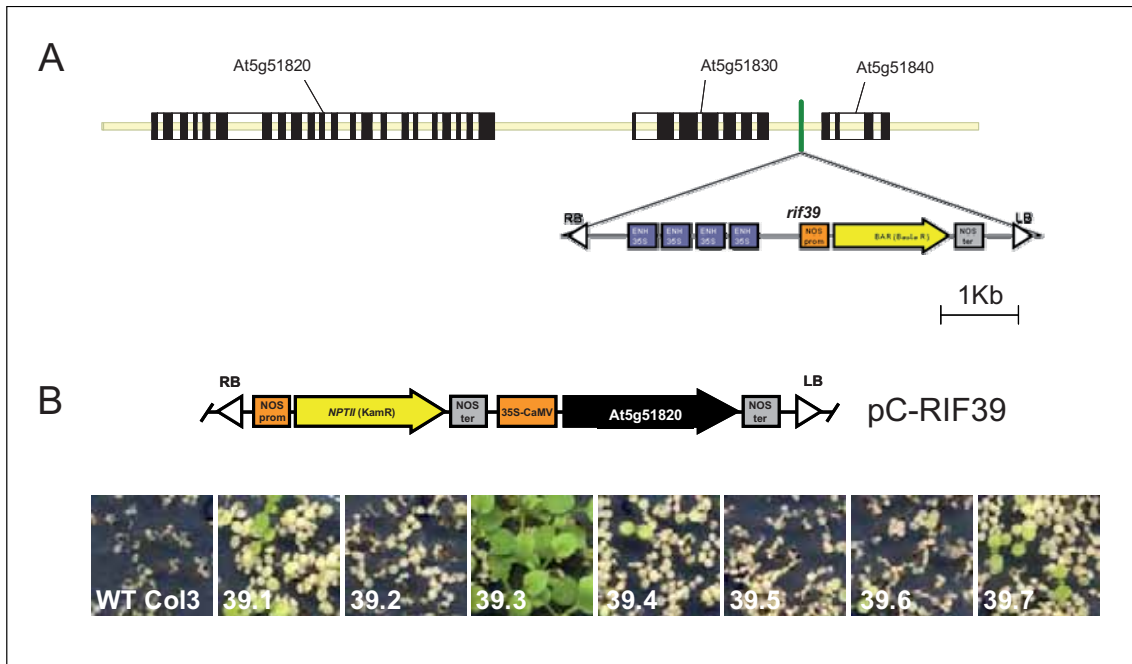 A
At5g51820
At5g51830
At5g51840
rif39
RB
LB
ENH 35S
ENH 35S
ENH 35S
ENH 35S
NOS prom
BAR
NOS ter
1Kb
B
RB
LB
NOS prom
NPTII (KamR)
NOS ter
35S-CaMV
At5g51820
NOS ter
pC-RIF39
WT Col3
39.1
39.2
39.3
39.4
39.5
39.6
39.7